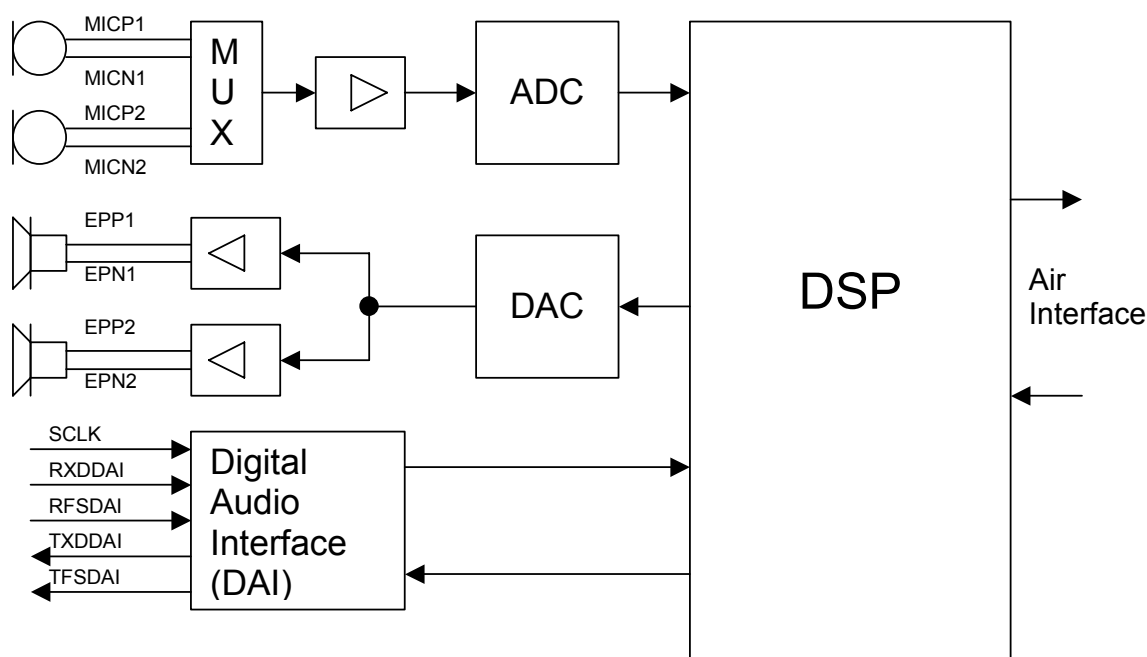 MICP1
MICN1
MICP2
MICN2
M
U
X
ADC
EPP1
EPN1
EPP2
EPN2
DAC
DSP
Air
Interface
SCLK
RXDDAI
RFSDAI
TXDDAI
TFSDAI
Digital
Audio
Interface
(DAI)